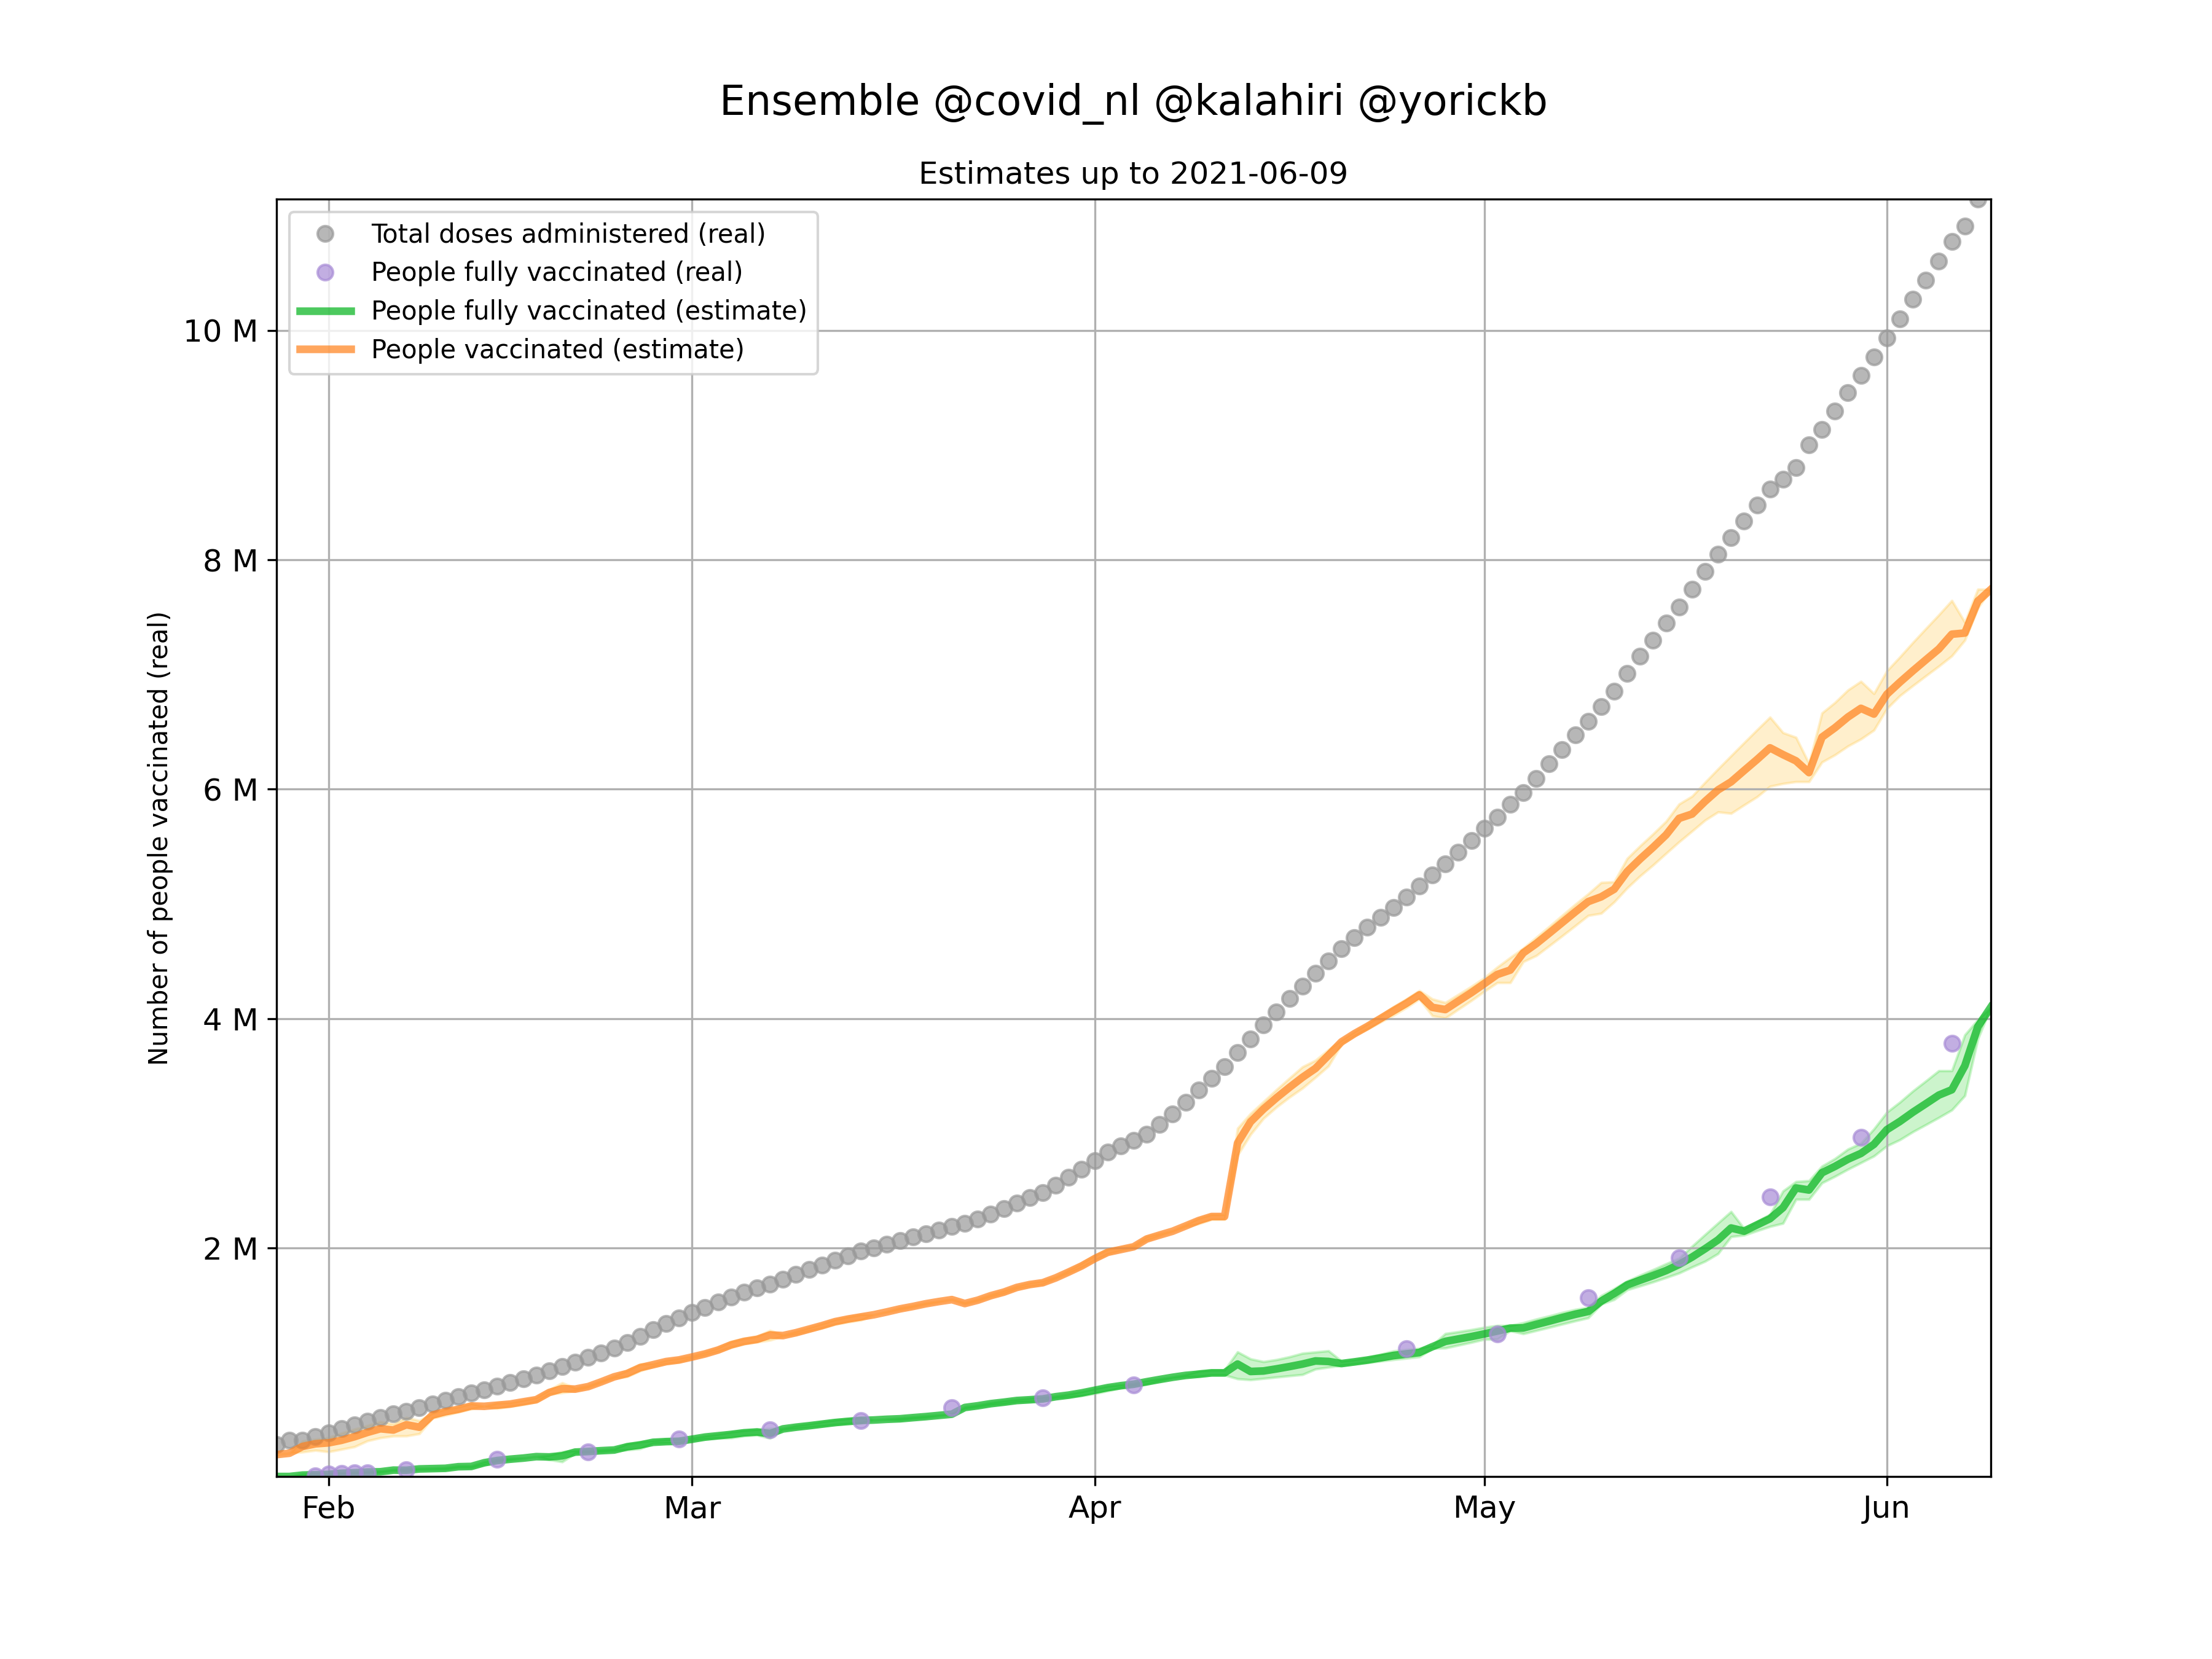 Ensemble @covid_nl @kalahiri @yorickb
Estimates up to 2021-06-09
Total doses administered (real)
People fully vaccinated (real)
People fully vaccinated (estimate)
People vaccinated (estimate)
Number of people vaccinated (real)
10 M
8 M
6 M
4 M
2 M
Feb Mar Apr May Jun